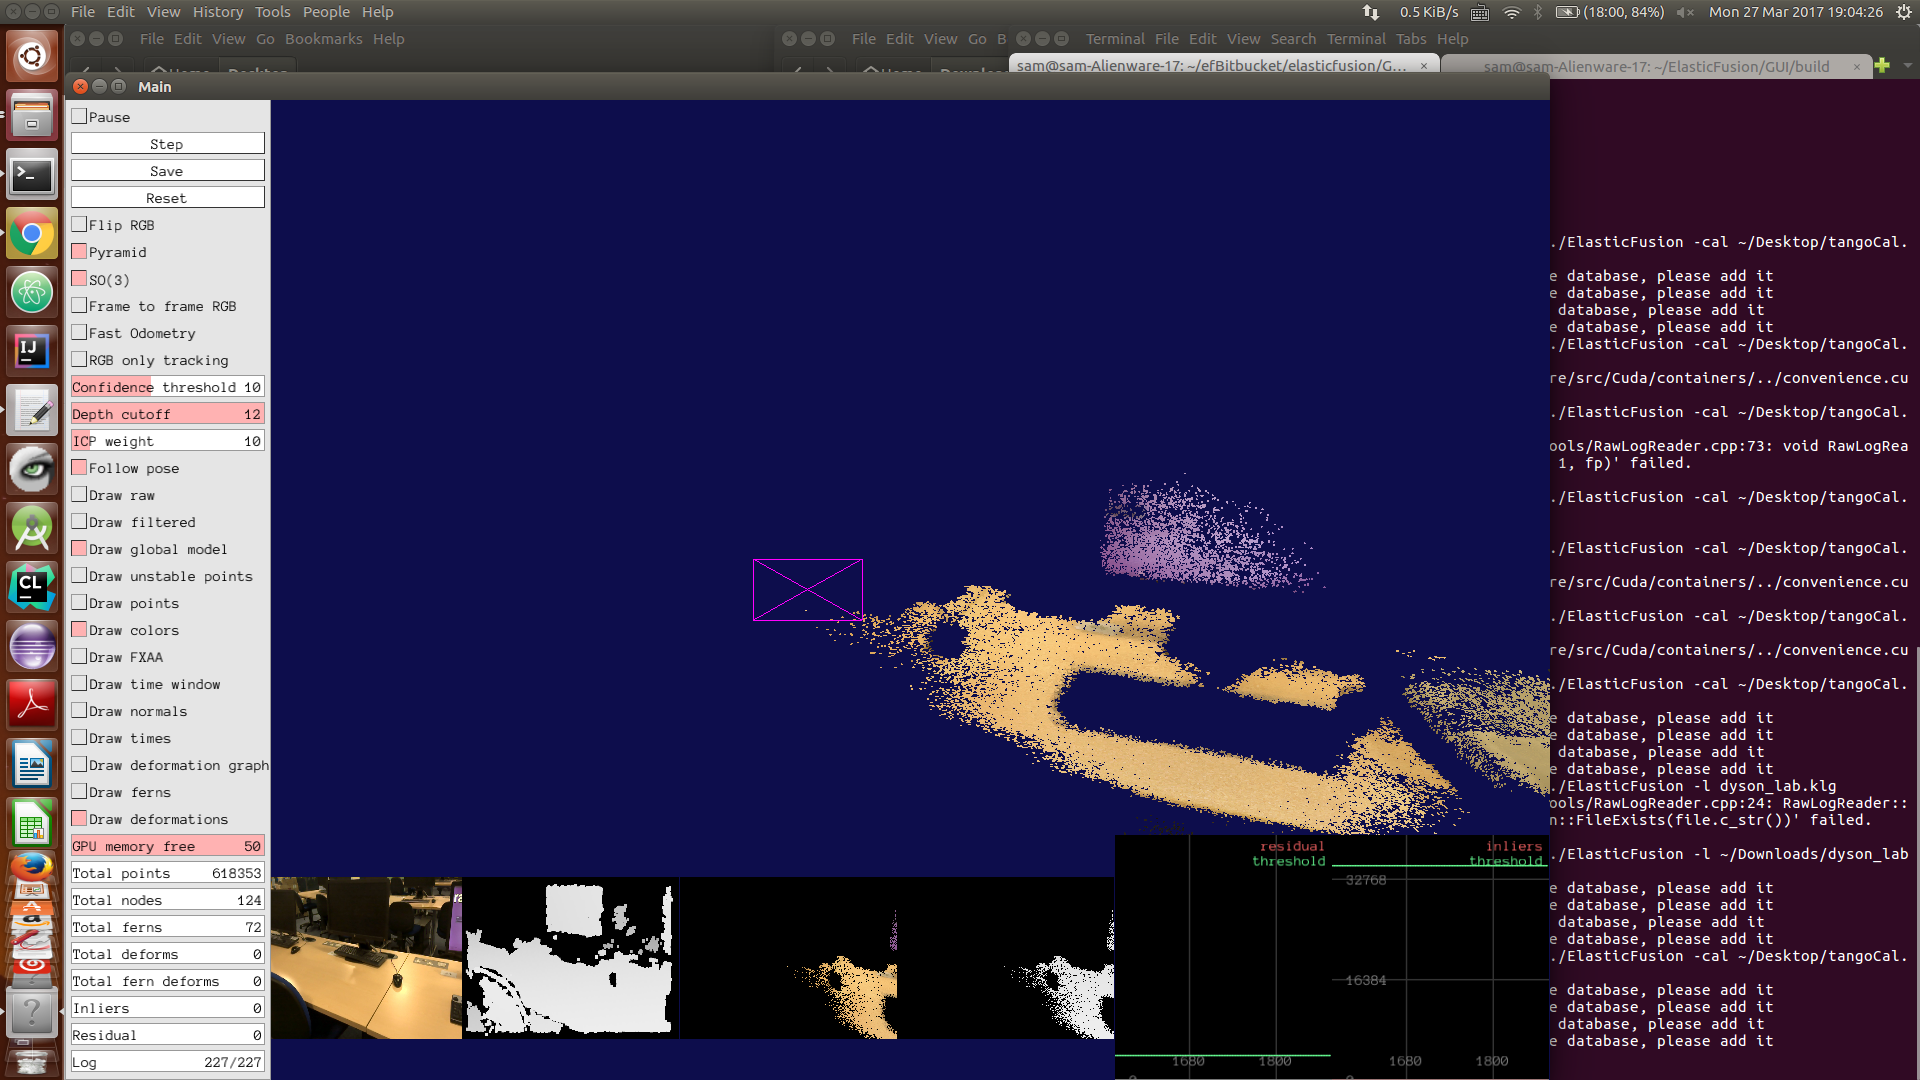 File Edit View History Tools People Help
0.5 KiB/s (18:00, 84%) Mon 27 Mar 2017 19:04:26
File Edit View Go Bookmarks Help
File Edit View Go B
Terminal File Edit View Search Terminal Tabs Help
sam@sam-Alienware-17: ~/efBitbucket/elasticfusion/G... ×
sam@sam-Alienware-17: ~/ElasticFusion/GUI/build ×
Main
Pause
Step
Save
Reset
Flip RGB
Pyramid
SO(3)
Frame to frame RGB
Fast Odometry
RGB only tracking
Confidence threshold 10
Depth cutoff 12
ICP weight 10
Follow pose
Draw raw
Draw filtered
Draw global model
Draw unstable points
Draw points
Draw colors
Draw FXAA
Draw time window
Draw normals
Draw times
Draw deformation graph
Draw ferns
Draw deformations
GPU memory free 50
Total points 618353
Total nodes 124
Total ferns 72
Total deforms 0
Total fern deforms 0
Inliers 0
Residual 0
Log 227/227
residual
threshold
1680 1800
inliers
threshold
32768
16384
1680 1800
./ElasticFusion -cal ~/Desktop/tangoCal.
e database, please add it
e database, please add it
database, please add it
e database, please add it
./ElasticFusion -cal ~/Desktop/tangoCal.
re/src/Cuda/containers/../convenience.cu
./ElasticFusion -cal ~/Desktop/tangoCal.
ools/RawLogReader.cpp:73: void RawLogRea
1, fp)' failed.
./ElasticFusion -cal ~/Desktop/tangoCal.
./ElasticFusion -cal ~/Desktop/tangoCal.
re/src/Cuda/containers/../convenience.cu
./ElasticFusion -cal ~/Desktop/tangoCal.
re/src/Cuda/containers/../convenience.cu
./ElasticFusion -cal ~/Desktop/tangoCal.
e database, please add it
e database, please add it
database, please add it
e database, please add it
./ElasticFusion -l dyson_lab.klg
ools/RawLogReader.cpp:24: RawLogReader::
n::FileExists(file.c_str())' failed.
./ElasticFusion -l ~/Downloads/dyson_lab
e database, please add it
e database, please add it
database, please add it
e database, please add it
./ElasticFusion -cal ~/Desktop/tangoCal.
e database, please add it
e database, please add it
database, please add it
e database, please add it
IJ
CL